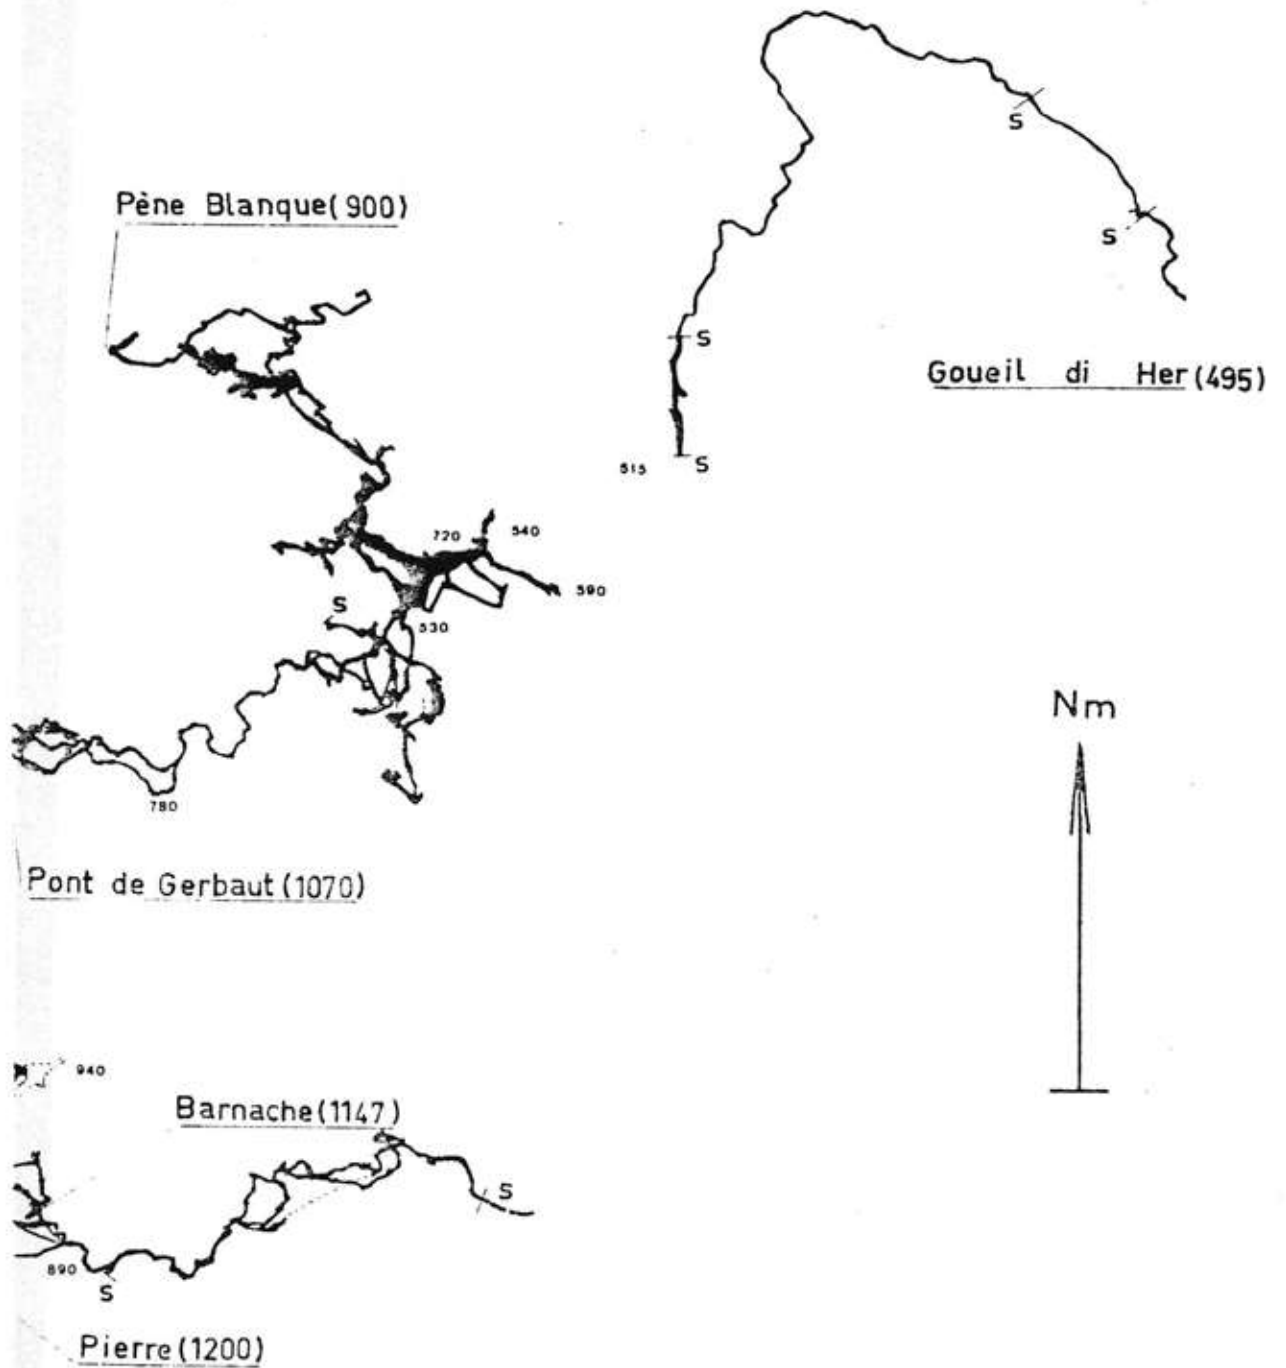 S
S
Pène Blanque (900)
S
Goueil di Her (495)
515 S
720 540
590
S
530
Nm
780
Pont de Gerbaut (1070)
940
Barnache (1147)
S
890
S
Pierre (1200)